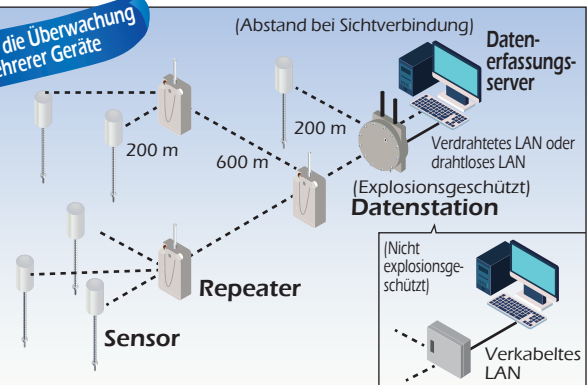 die Überwachung
ehrerer Geräte
(Abstand bei Sichtverbindung)
Daten-
erfassungs-
server
200 m
200 m
600 m
Verdrahtetes LAN oder
drahtloses LAN
(Explosionsgeschützt)
Datenstation
Repeater
Sensor
(Nicht
explosionsge-
schützt)
Verkabeltes
LAN